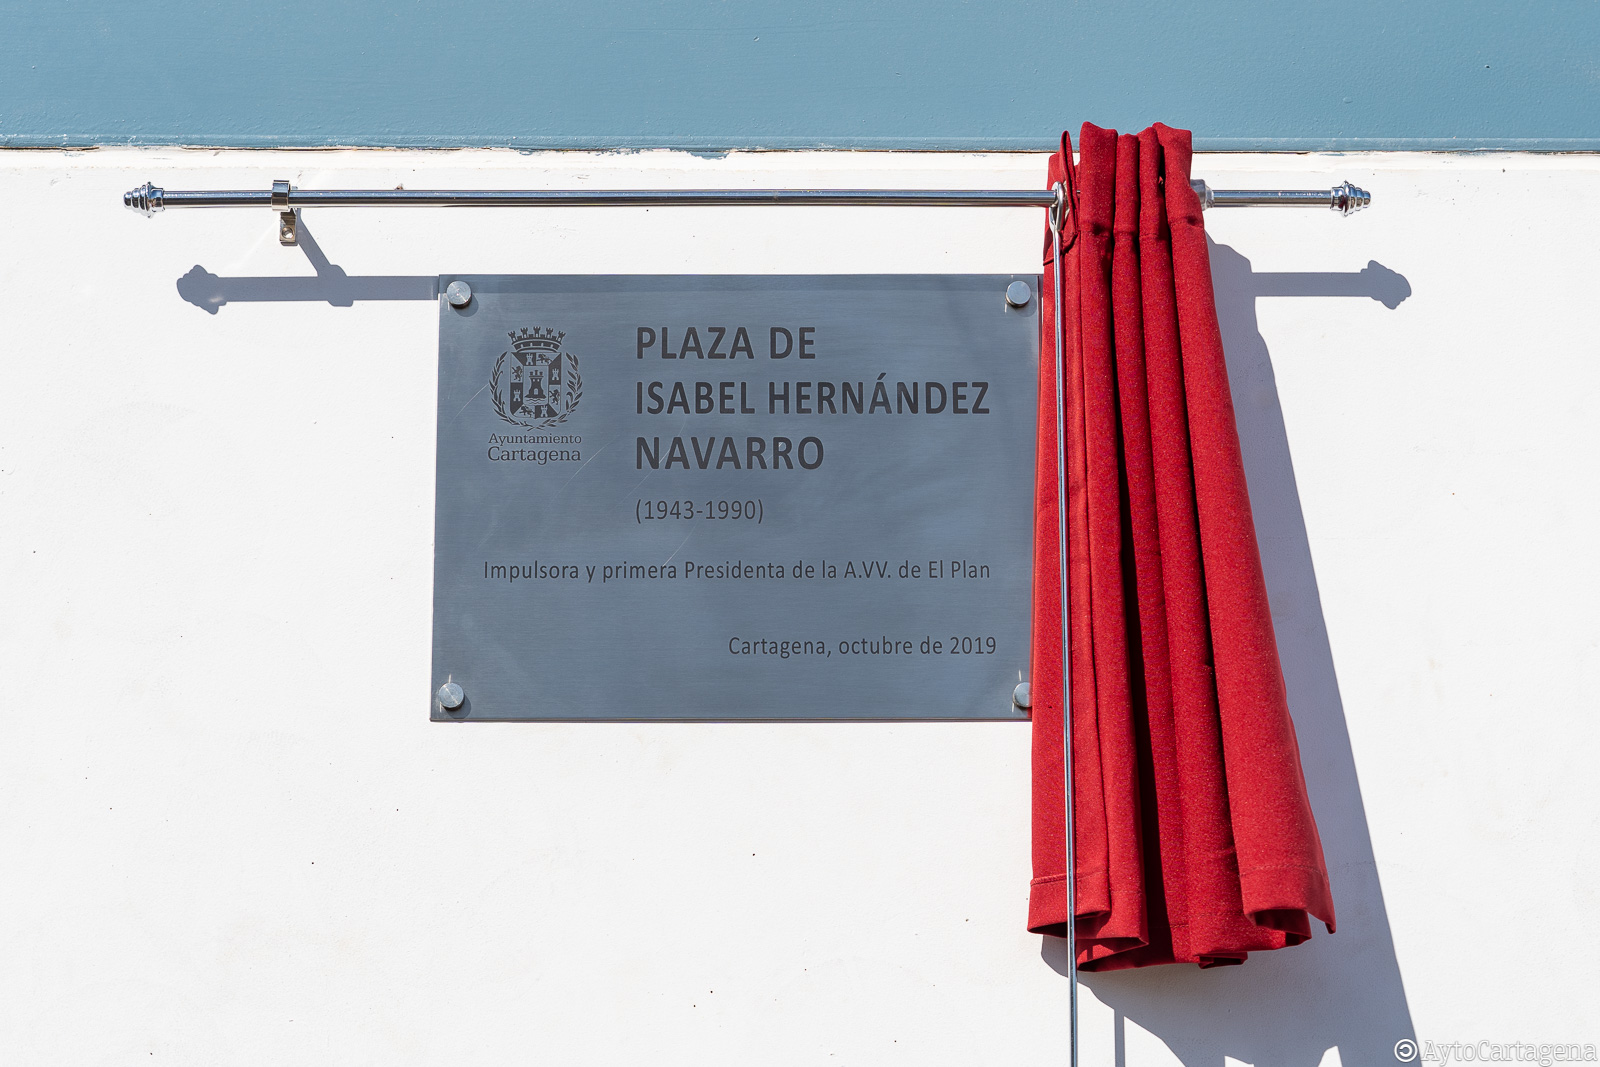 PLAZA DE
ISABEL HERNÁNDEZ
NAVARRO
(1943-1990)
Ayuntamiento
Cartagena
Impulsora y primera Presidenta de la A.VV. de El Plan
Cartagena, octubre de 2019
AytoCartagena